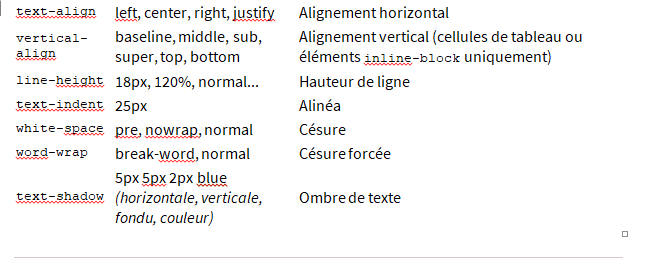 text-align left, center, right, justify Alignement horizontal
vertical- baseline, middle, sub, Alignement vertical (cellules de tableau ou
align super, top, bottom éléments inline-block uniquement)
line-height 18px, 120%, normal... Hauteur de ligne
text-indent 25px Alinéa
white-space pre, nowrap, normal Césure
word-wrap break-word, normal Césure forcée
5px 5px 2px blue
text-shadow (horizontale, verticale, Ombre de texte
fondu, couleur)